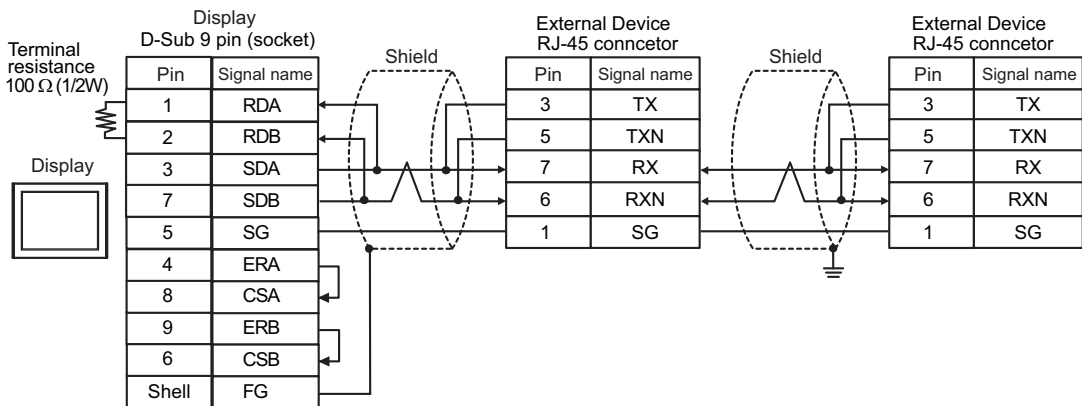 Display
D-Sub 9 pin (socket)
External Device
RJ-45 conncetor
External Device
RJ-45 conncetor
Terminal
resistance
100 Ω (1/2W)
Shield
Shield
Display
Pin Signal name
1 RDA
2 RDB
3 SDA
7 SDB
5 SG
4 ERA
8 CSA
9 ERB
6 CSB
Shell FG
Pin Signal name
3 TX
5 TXN
7 RX
6 RXN
1 SG
Pin Signal name
3 TX
5 TXN
7 RX
6 RXN
1 SG